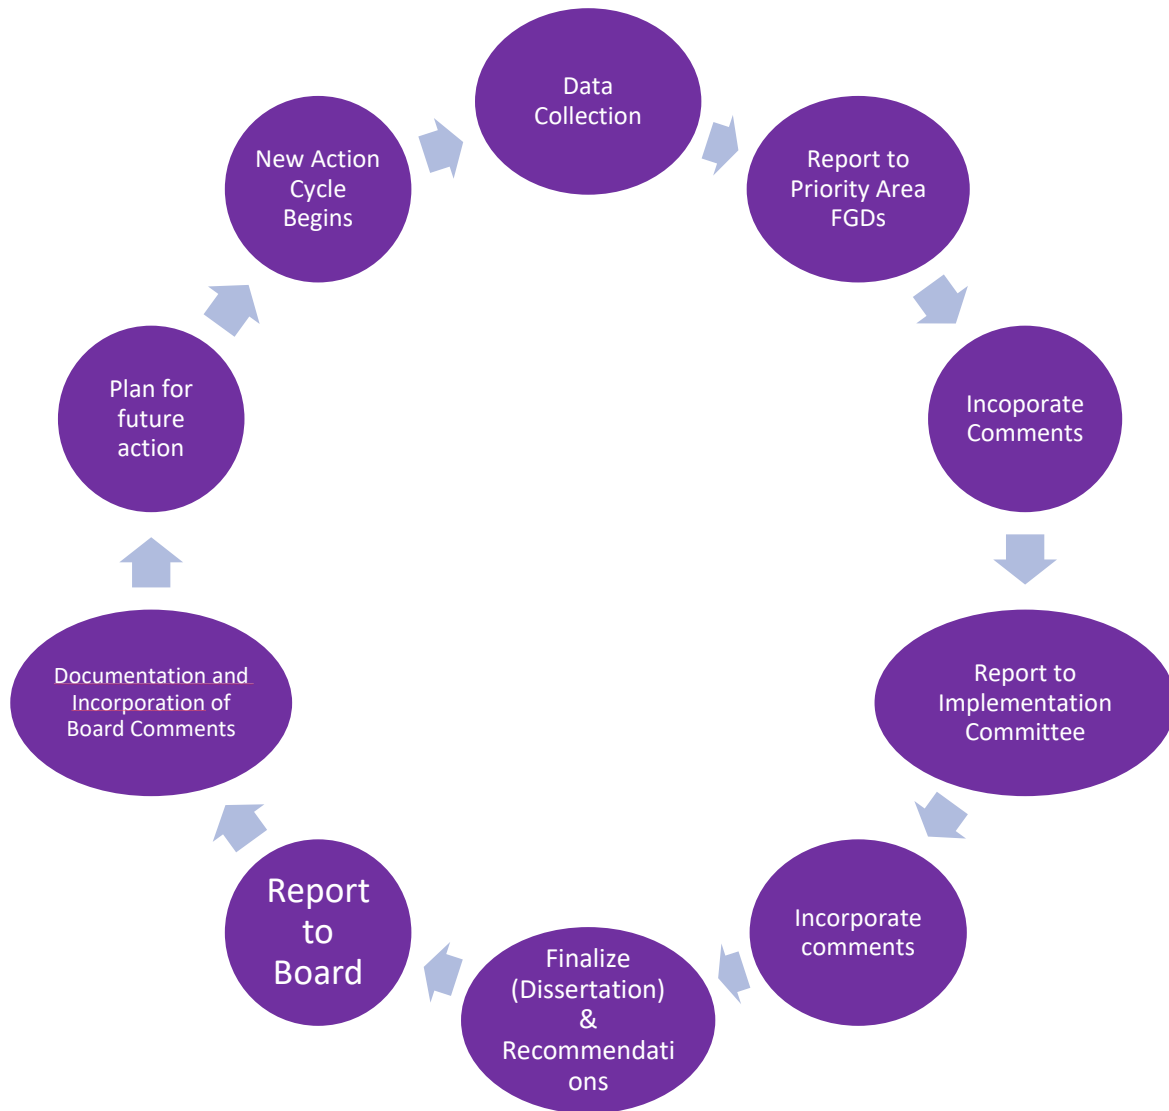 Data
Collection
Report to
Priority Area
FGDs
Incoporate
Comments
Report to
Implementation
Committee
Incorporate
comments
Finalize
(Dissertation)
&
Recommendati
ons
Report
to
Board
Documentation and
Incorporation of
Board Comments
Plan for
future
action
New Action
Cycle
Begins